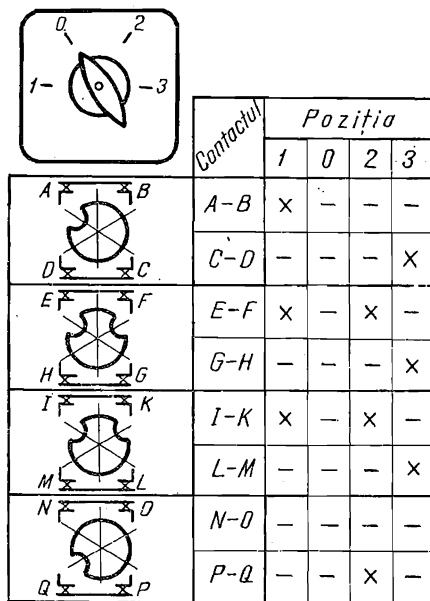 0 2
1 3
Contactul Poziția
1 0 2 3
A B
D C
A-B × – – –
C-D – – – ×
E F
H G
E-F × – × –
G-H – – – ×
I K
M L
I-K × – × –
L-M – – – ×
N O
Q P
N-O – – – –
P-Q – – × –